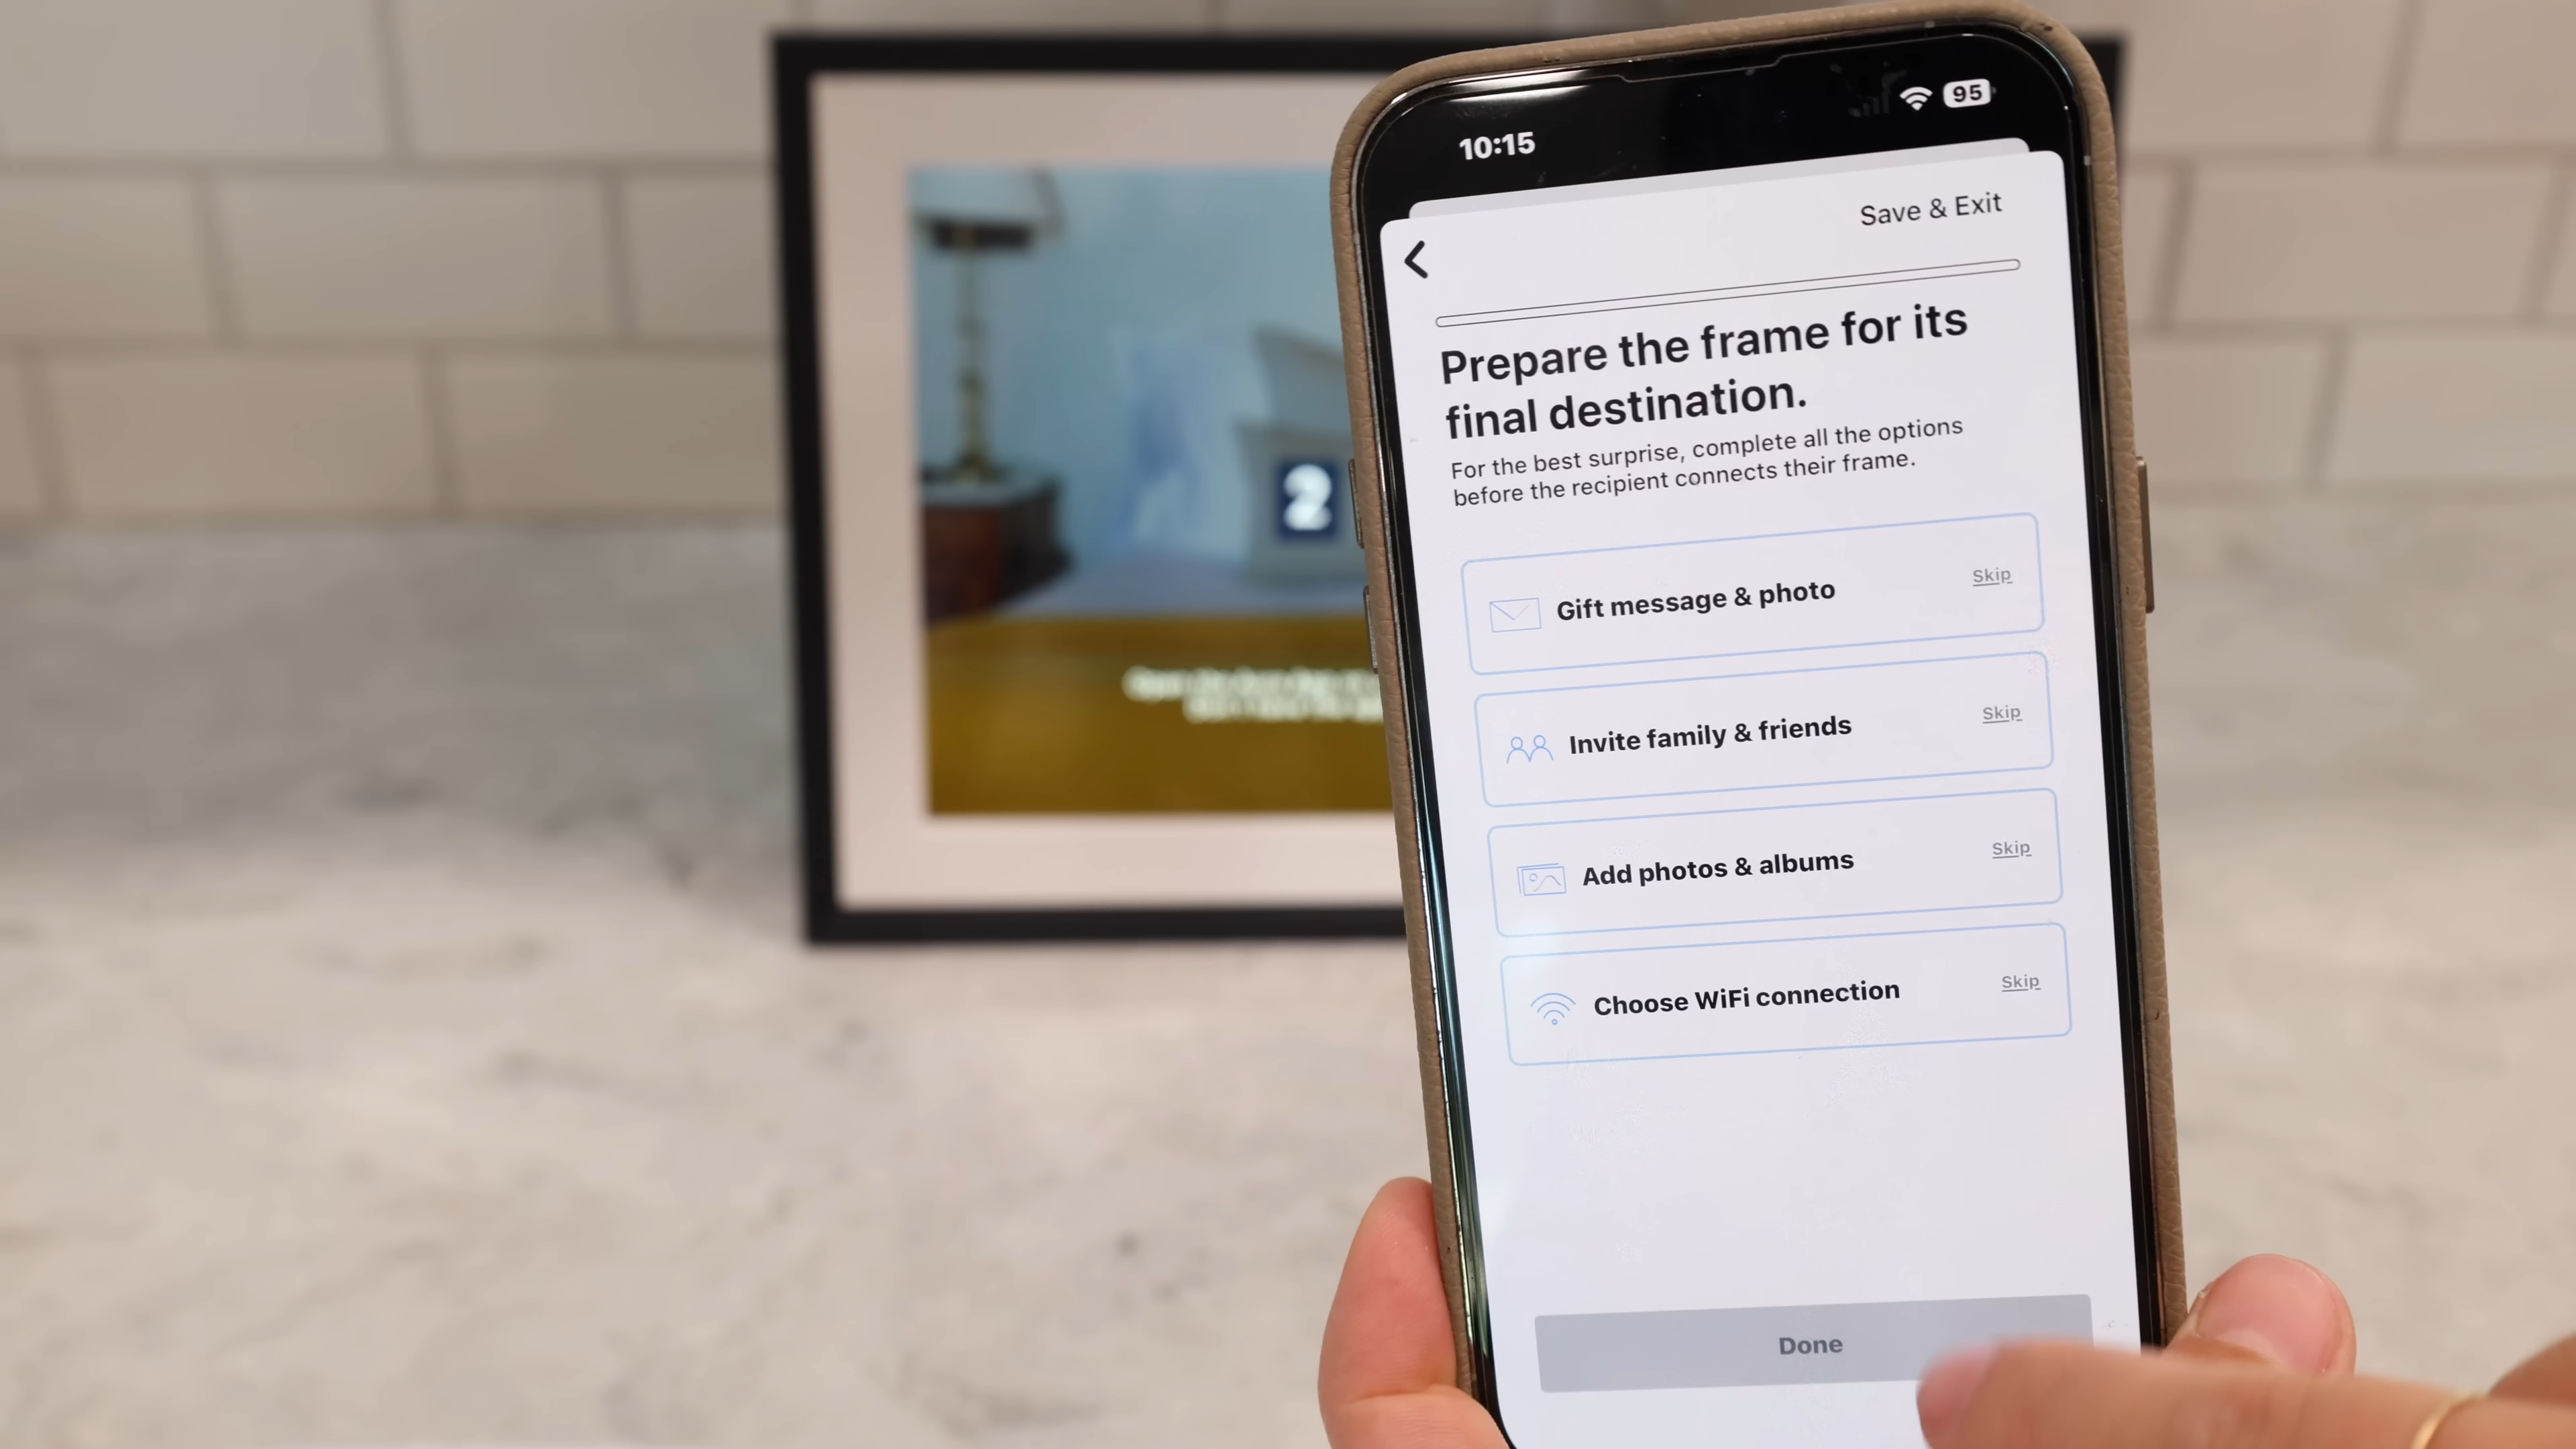 10:15
95
Save & Exit
Prepare the frame for its
final destination.
For the best surprise, complete all the options
before the recipient connects their frame.
Gift message & photo
Skip
Invite family & friends
Skip
Add photos & albums
Skip
Choose WiFi connection
Skip
Done
2